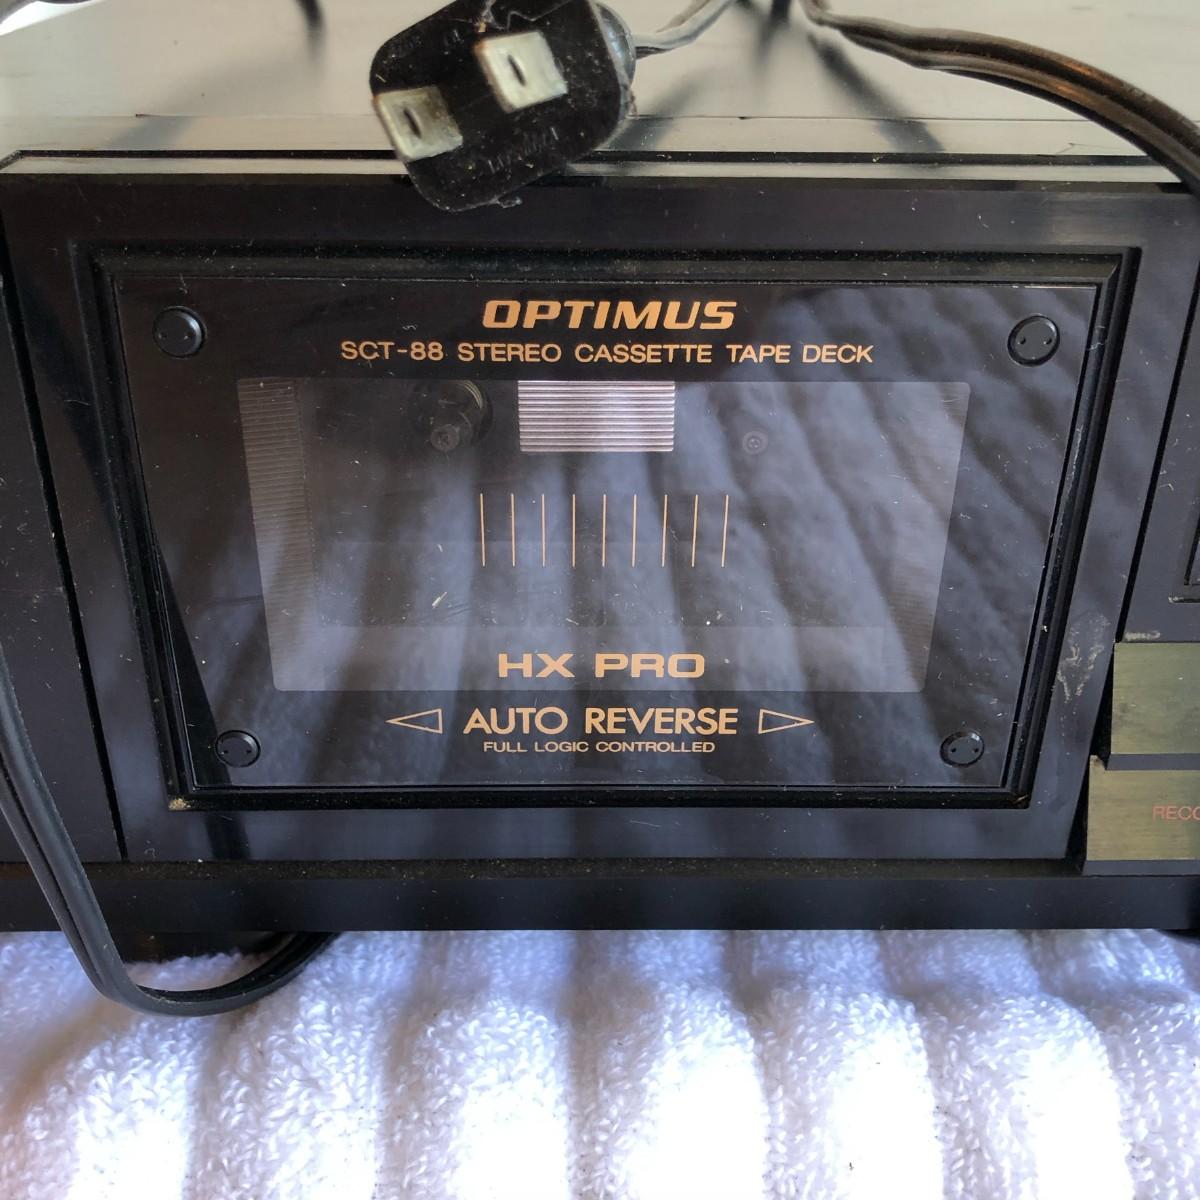 OPTIMUS
SCT-88 STEREO CASSETTE TAPE DECK
HX PRO
AUTO REVERSE
FULL LOGIC CONTROLLED